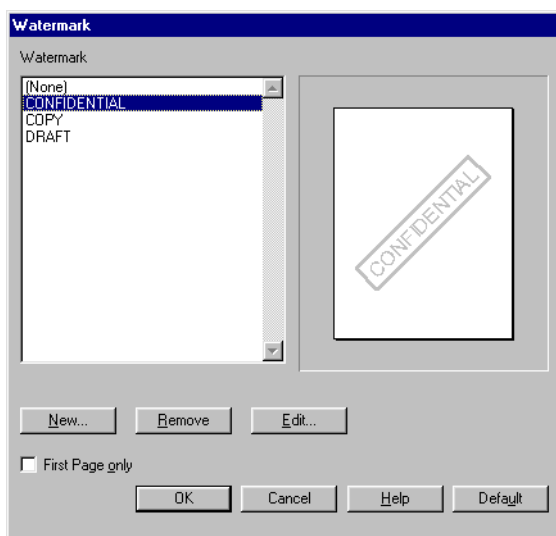 Watermark
Watermark
(None)
CONFIDENTIAL
COPY
DRAFT
CONFIDENTIAL
New... Remove Edit...
First Page only
OK Cancel Help Default